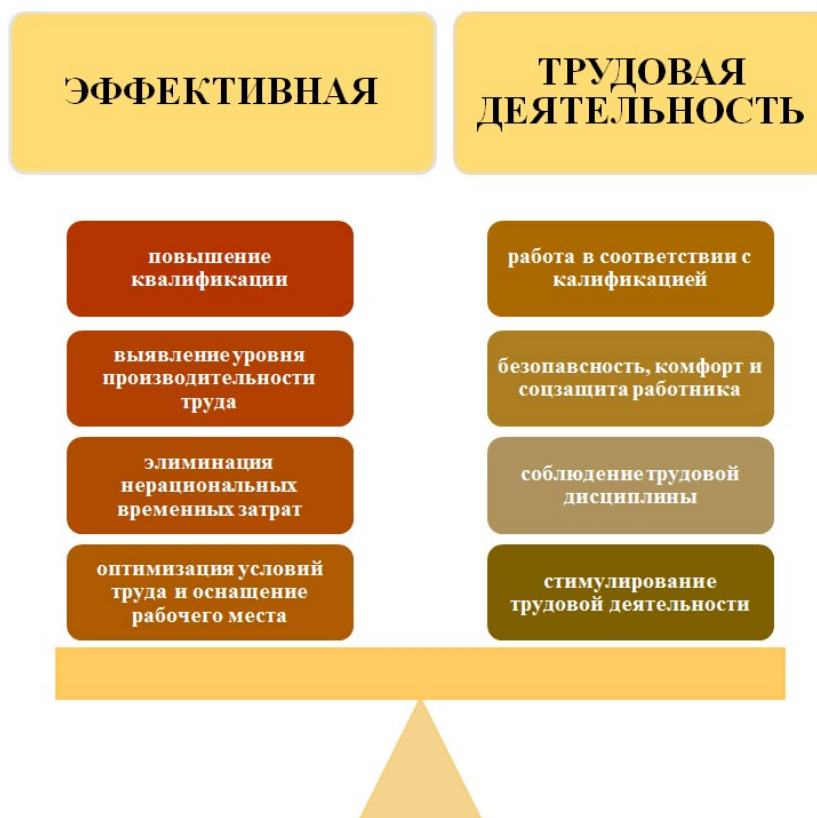 ЭФФЕКТИВНАЯ
ТРУДОВАЯ
ДЕЯТЕЛЬНОСТЬ
повышение
квалификации
выявление уровня
производительности
труда
элиминация
нерациональных
временных затрат
оптимизация условий
труда и оснащение
рабочего места
работа в соответствии с
калификацией
безопавсность, комфорт и
соцзащита работника
соблюдение трудовой
дисциплины
стимулирование
трудовой деятельности